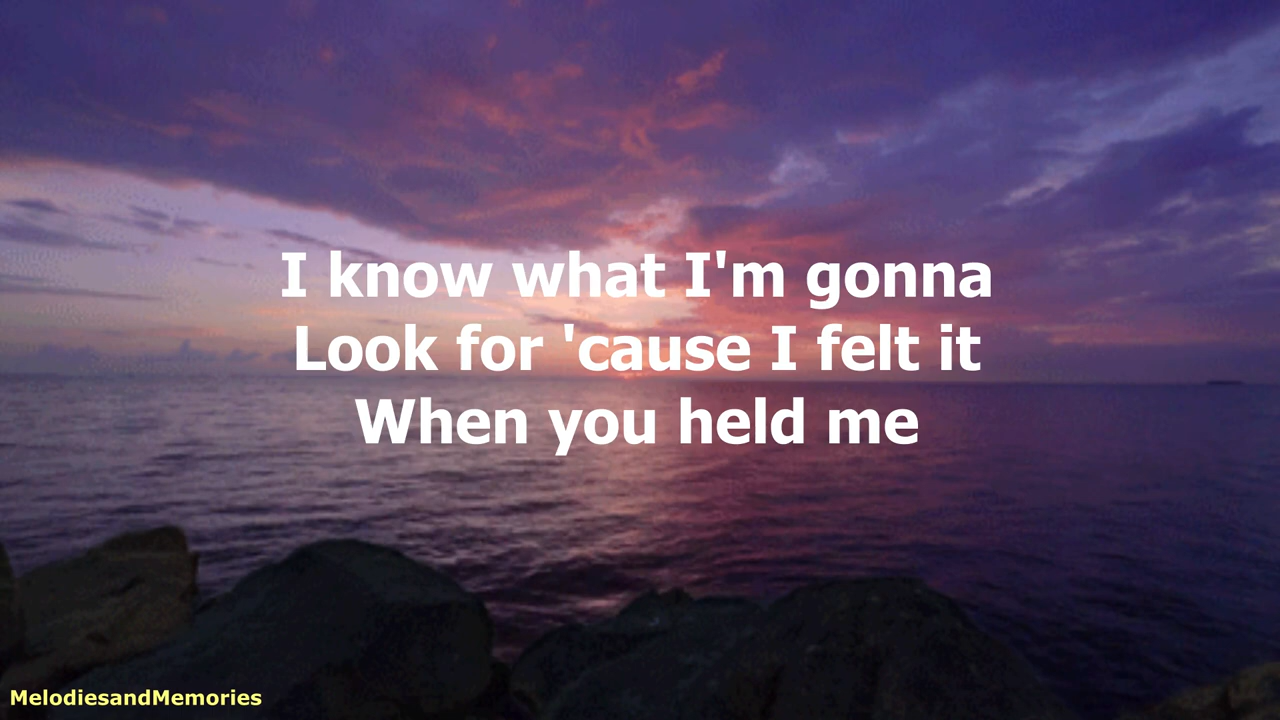 I know what I'm gonna
Look for 'cause I felt it
When you held me
MelodiesandMemories